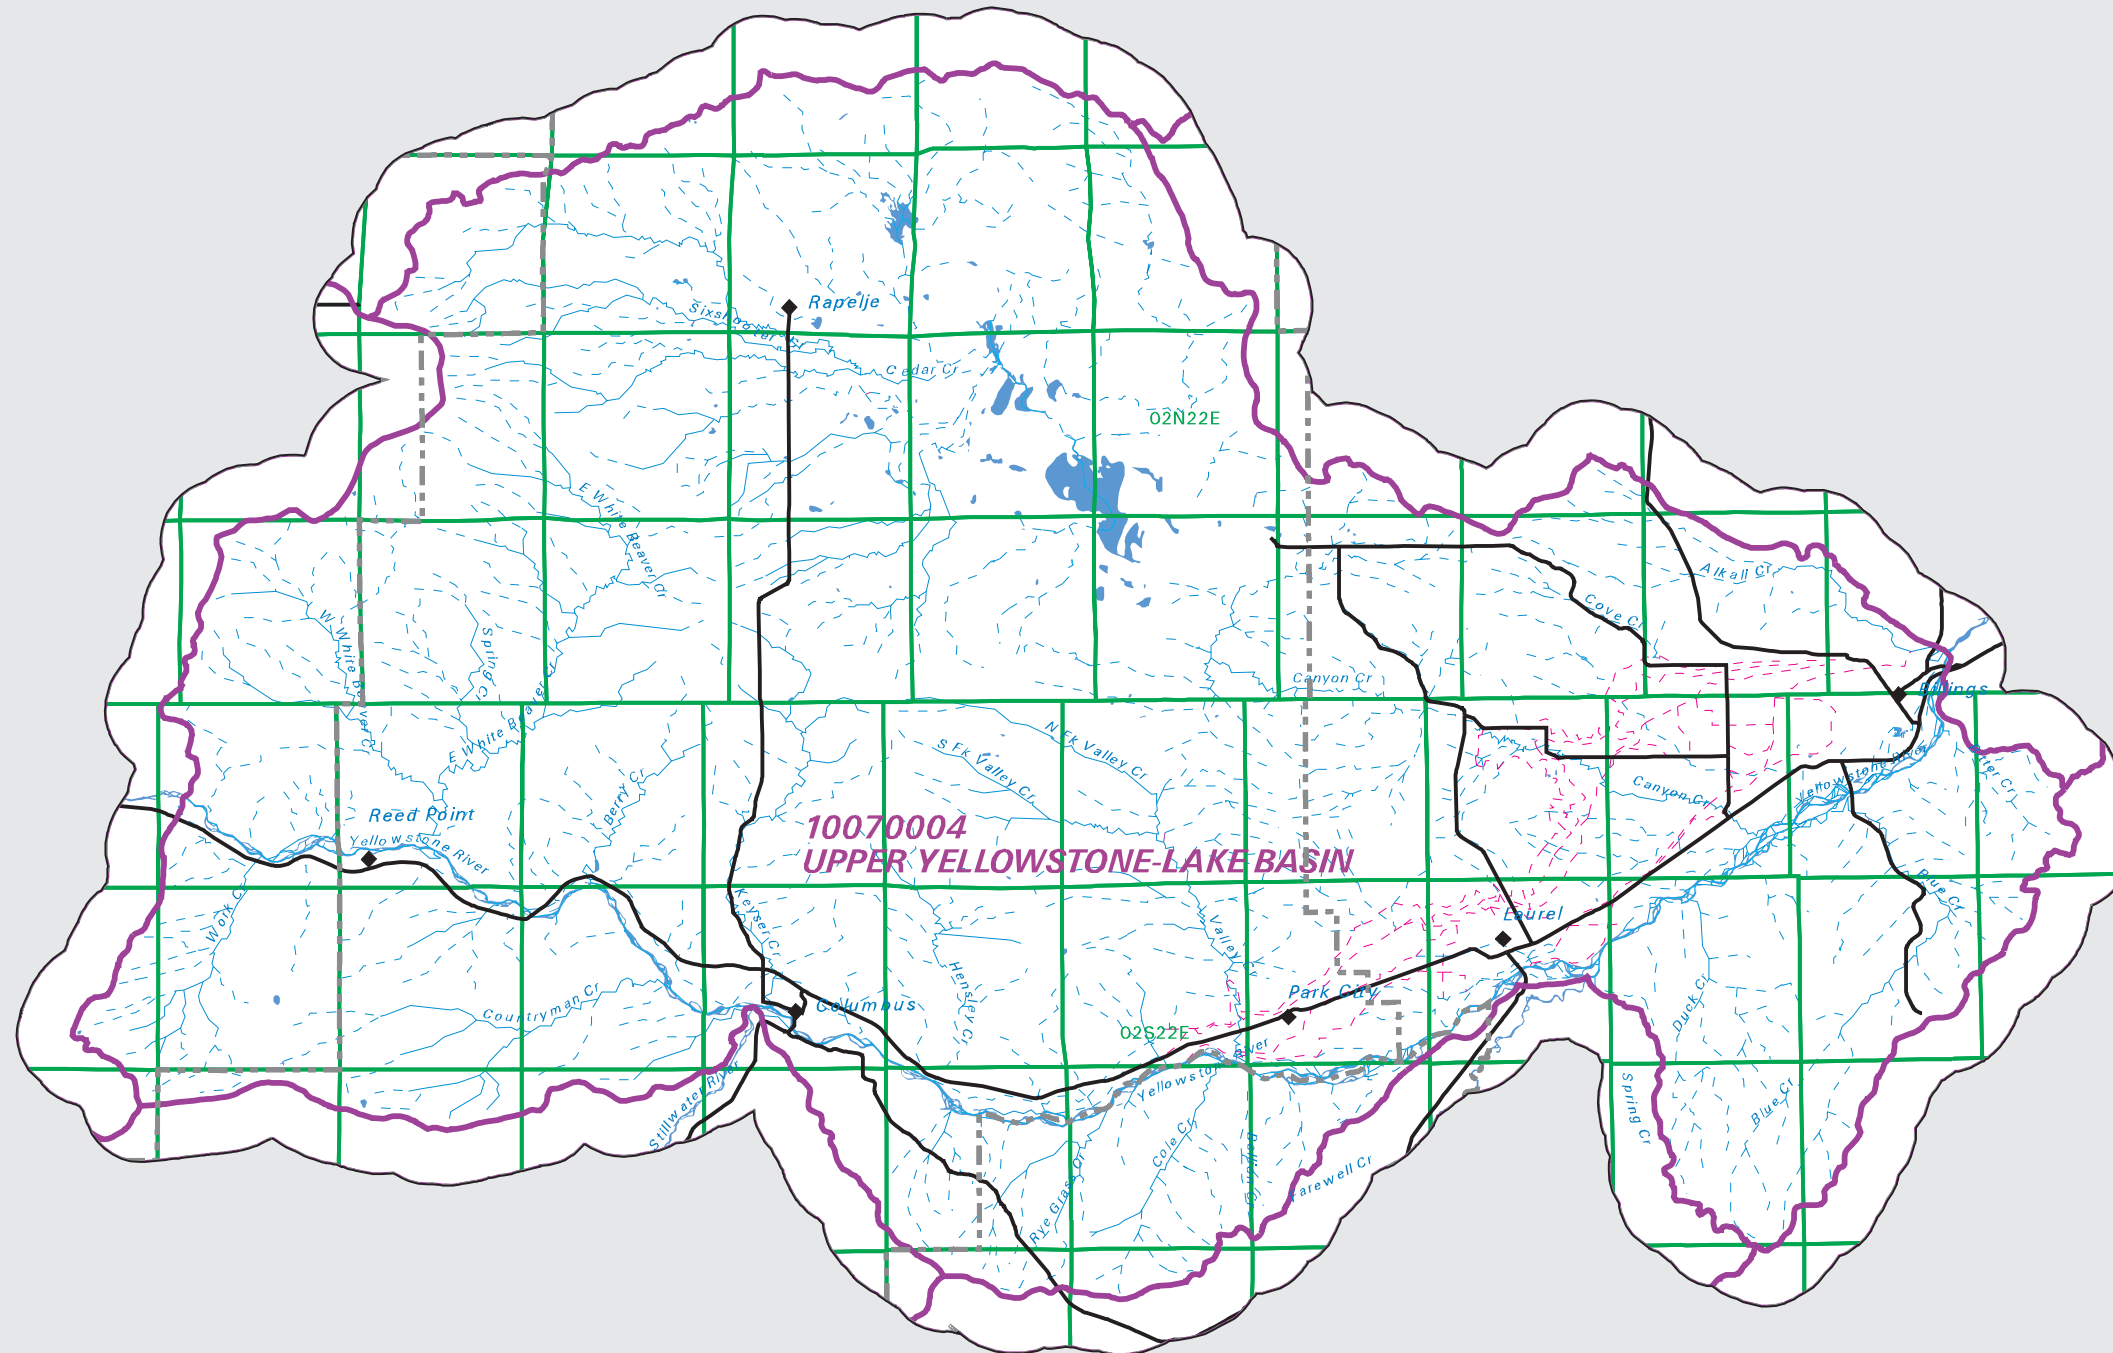 Rapelje
Sixshooter Cr
Cedar Cr
02N22E
E White Beaver Cr
Alkali Cr
Cove Cr
W White Beaver Cr
Spring Cr
E White Beaver Cr
Canyon Cr
Billings
S Fk Valley Cr
N Fk Valley Cr
Yellowstone River
Canyon Cr
Berry Cr
Reed Point
Yellowstone River
10070004
UPPER YELLOWSTONE-LAKE BASIN
Work Cr
Keyser Cr
Blue Cr
Laurel
Valley Cr
Hensley Cr
Countryman Cr
Columbus
Park City
Duck Cr
02S22E
Yellowstone River
Stillwater River
Spring Cr
Blue Cr
Cole Cr
Rye Grass Cr
Farewell Cr